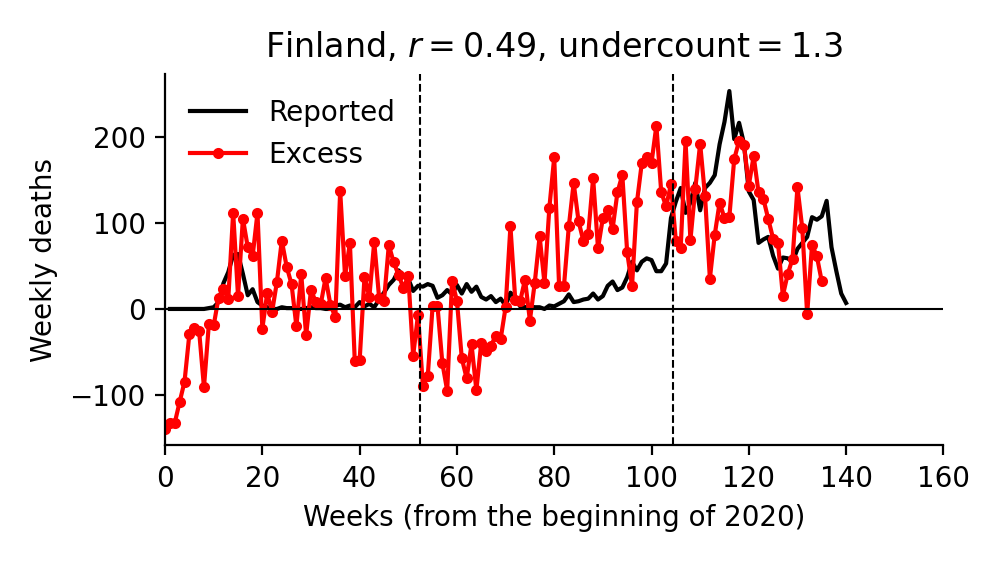 Finland, r = 0.49, undercount = 1.3
Reported
Excess
200
100
0
−100
Weekly deaths
0 20 40 60 80 100 120 140 160
Weeks (from the beginning of 2020)